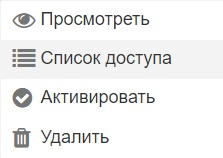 Просмотреть
Список доступа
Активировать
Удалить